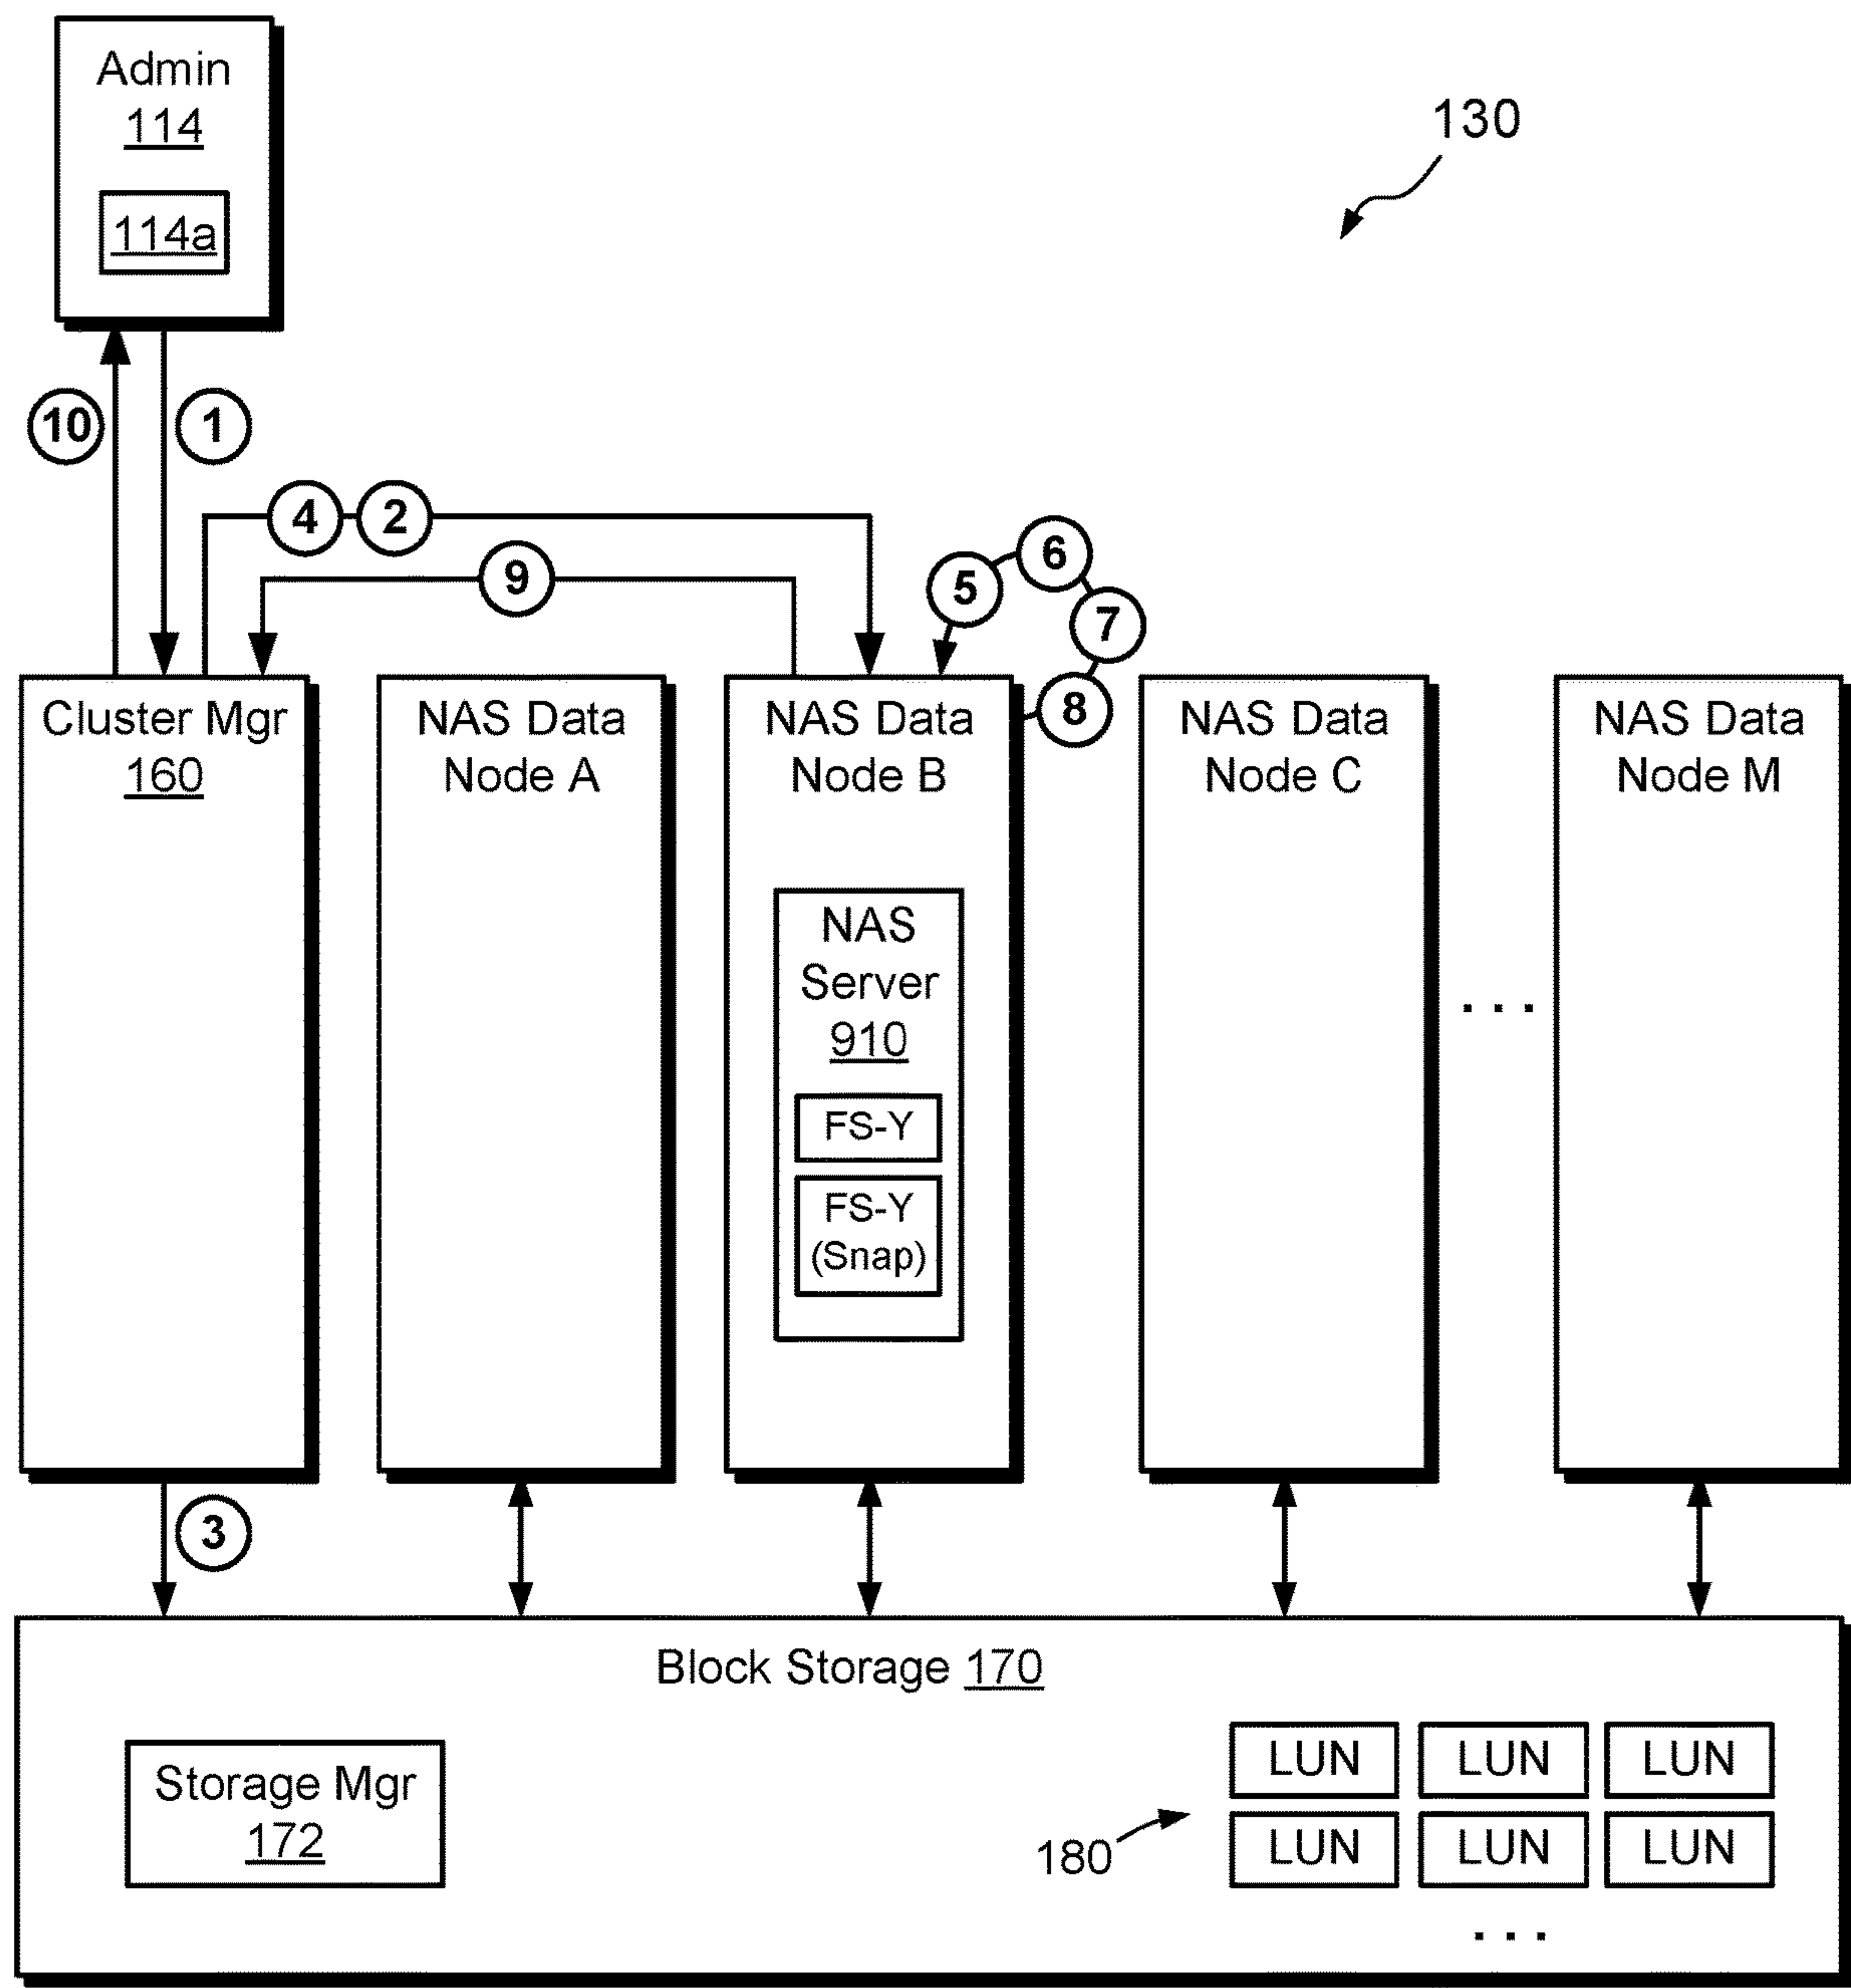 Admin
114
114a
130
10
1
4
2
9
5
6
7
8
Cluster Mgr
160
NAS Data
Node A
NAS Data
Node B
NAS Data
Node C
NAS Data
Node M
NAS
Server
910
FS-Y
FS-Y
(Snap)
. . .
3
Block Storage 170
Storage Mgr
172
180
LUN LUN LUN
LUN LUN LUN
. . .